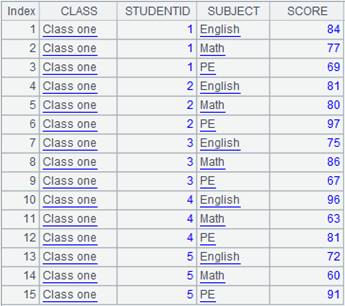 Index CLASS STUDENTID SUBJECT SCORE
1 Class one 1 English 84
2 Class one 1 Math 77
3 Class one 1 PE 69
4 Class one 2 English 81
5 Class one 2 Math 80
6 Class one 2 PE 97
7 Class one 3 English 75
8 Class one 3 Math 86
9 Class one 3 PE 67
10 Class one 4 English 96
11 Class one 4 Math 63
12 Class one 4 PE 81
13 Class one 5 English 72
14 Class one 5 Math 60
15 Class one 5 PE 91